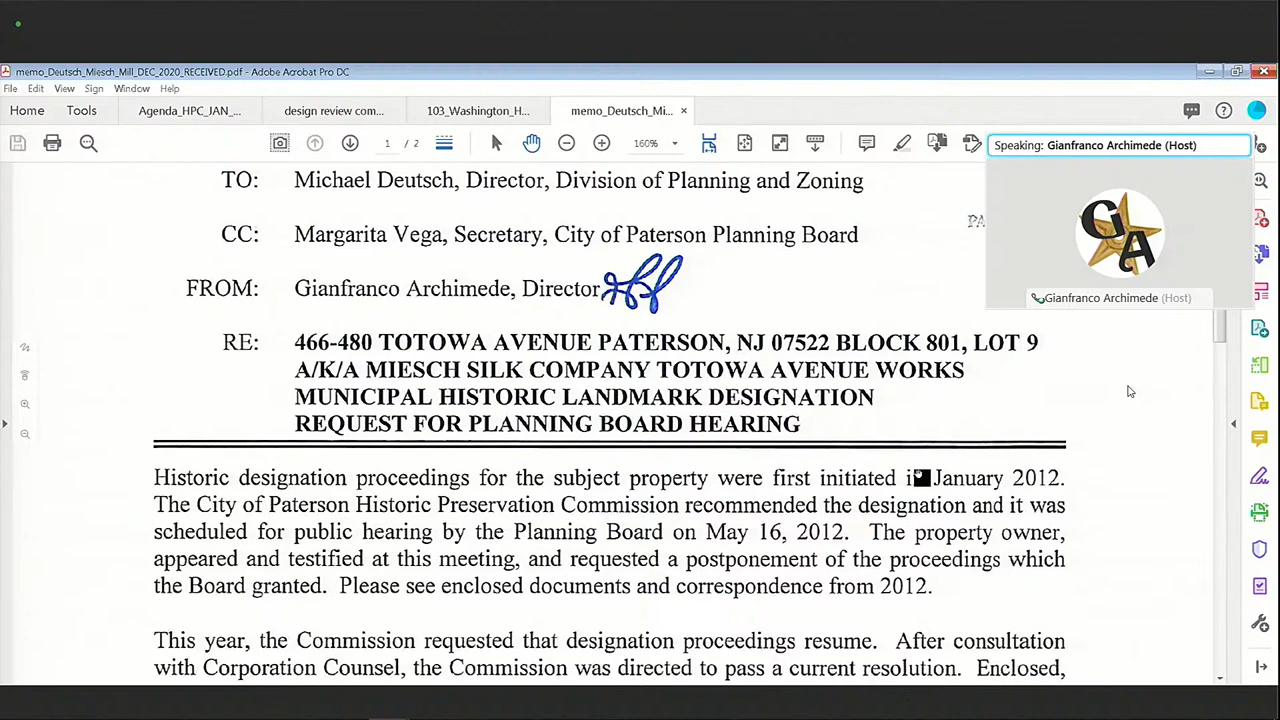 memo_Deutsch_Miesch_Mill_DEC_2020_RECEIVED.pdf - Adobe Acrobat Pro DC
File Edit View Sign Window Help
Home Tools Agenda_HPC_JAN_... design review com... 103_Washington_H... memo_Deutsch_Mi... ×
1 / 2 160%
Speaking: Gianfranco Archimede (Host)
GA
Gianfranco Archimede (Host)
TO: Michael Deutsch, Director, Division of Planning and Zoning
PA
CC: Margarita Vega, Secretary, City of Paterson Planning Board
FROM: Gianfranco Archimede, Director
RE: 466-480 TOTOWA AVENUE PATERSON, NJ 07522 BLOCK 801, LOT 9
A/K/A MIESCH SILK COMPANY TOTOWA AVENUE WORKS
MUNICIPAL HISTORIC LANDMARK DESIGNATION
REQUEST FOR PLANNING BOARD HEARING
Historic designation proceedings for the subject property were first initiated i January 2012.
The City of Paterson Historic Preservation Commission recommended the designation and it was
scheduled for public hearing by the Planning Board on May 16, 2012. The property owner,
appeared and testified at this meeting, and requested a postponement of the proceedings which
the Board granted. Please see enclosed documents and correspondence from 2012.
This year, the Commission requested that designation proceedings resume. After consultation
with Corporation Counsel, the Commission was directed to pass a current resolution. Enclosed,